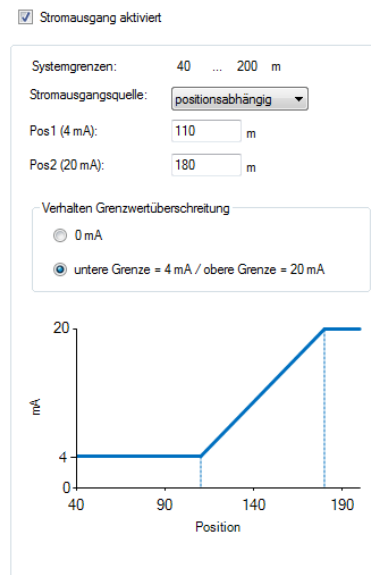 Stromausgang aktiviert
Systemgrenzen: 40 ... 200 m
Stromausgangsquelle: positionsabhängig
Pos1 (4 mA): 110 m
Pos2 (20 mA): 180 m
Verhalten Grenzwertüberschreitung
0 mA
untere Grenze = 4 mA / obere Grenze = 20 mA
20
mA
4
0
40 90 140 190
Position